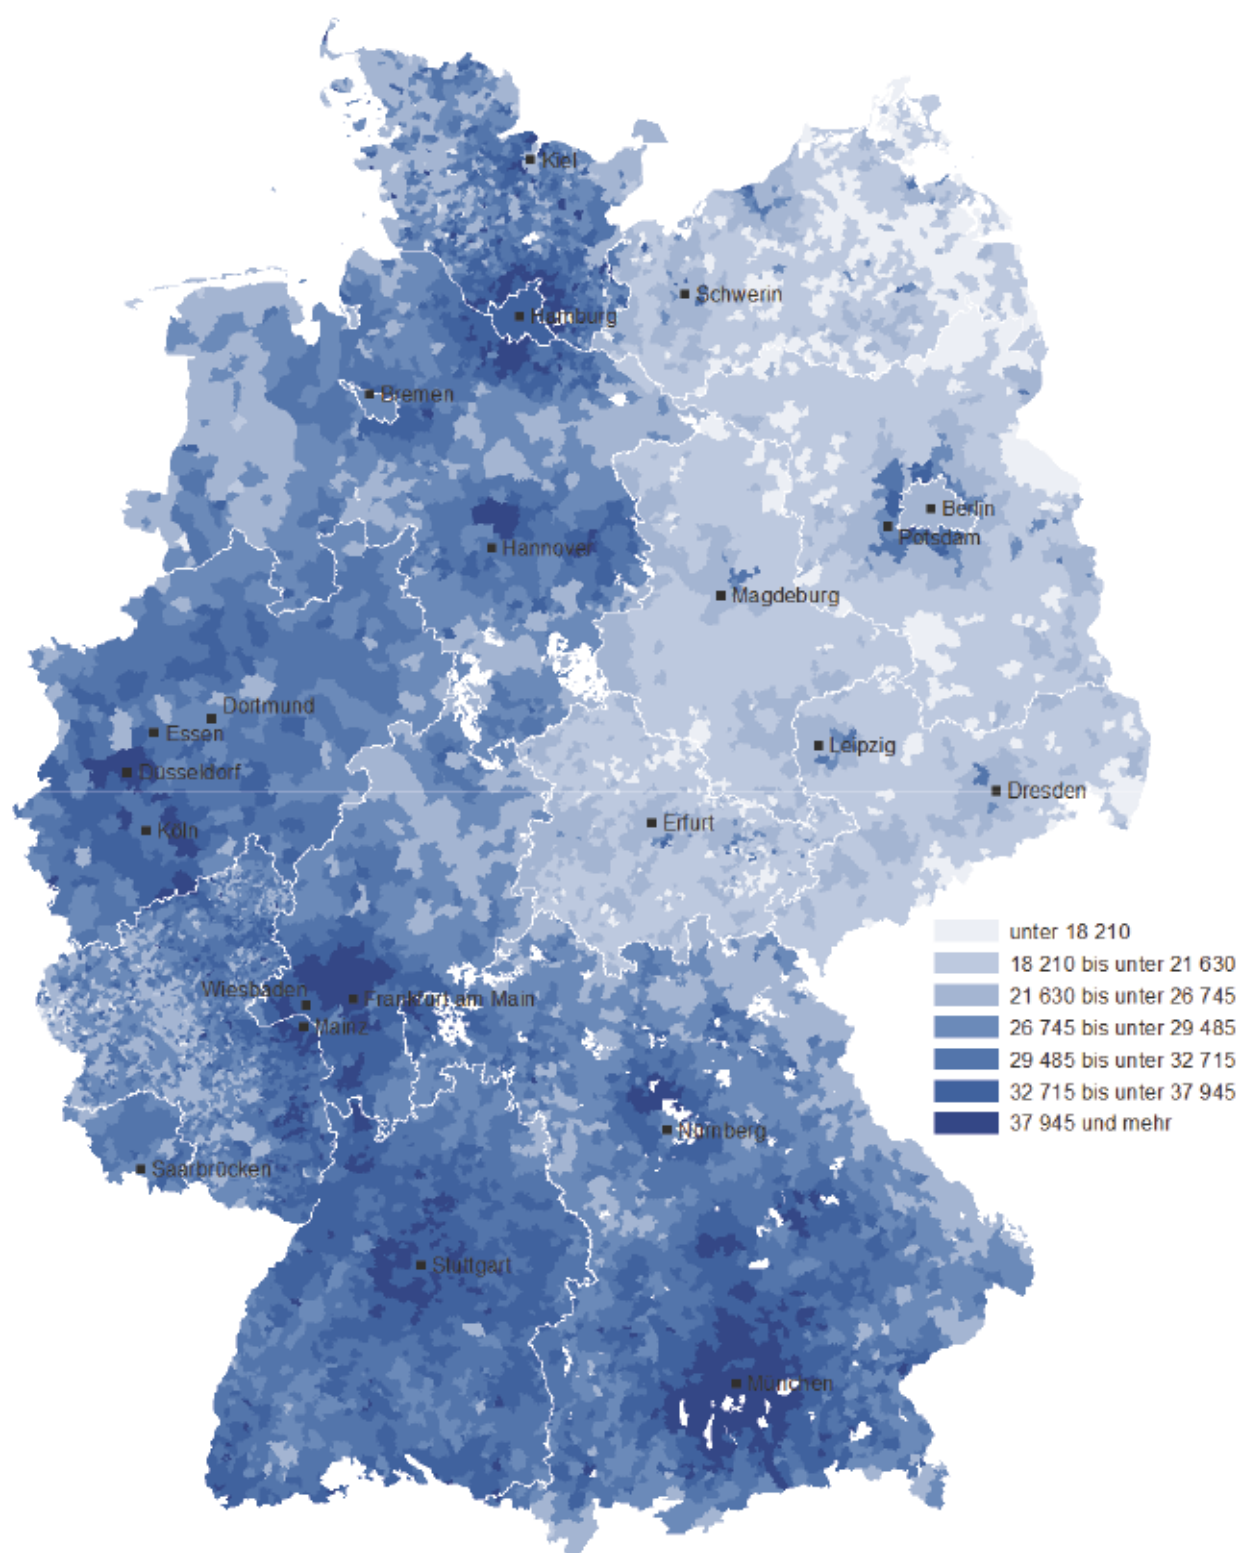 Kiel
Schwerin
Hamburg
Bremen
Berlin
Potsdam
Hannover
Magdeburg
Dortmund
Essen
Leipzig
Düsseldorf
Dresden
Köln
Erfurt
unter 18 210
18 210 bis unter 21 630
21 630 bis unter 26 745
26 745 bis unter 29 485
29 485 bis unter 32 715
32 715 bis unter 37 945
37 945 und mehr
Wiesbaden
Frankfurt am Main
Mainz
Nürnberg
Saarbrücken
Stuttgart
München